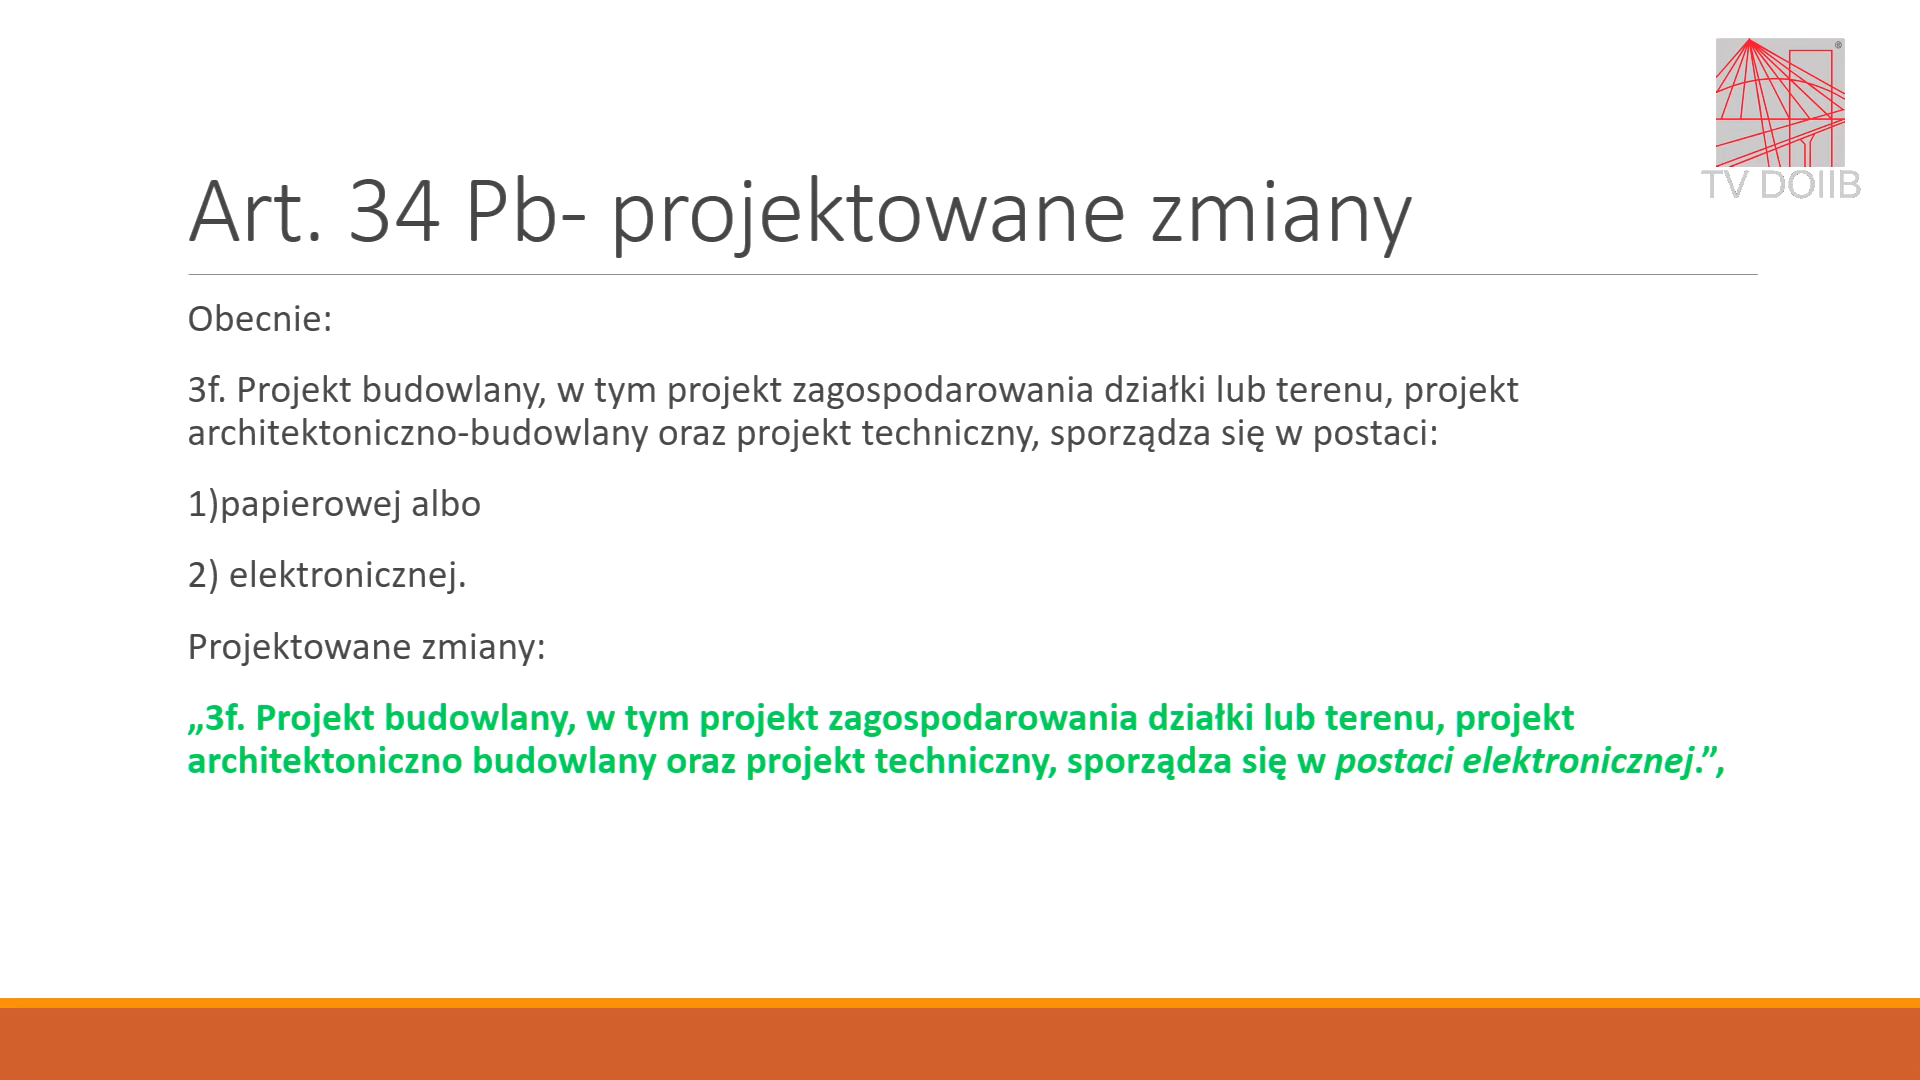 ®
TV DOIIB
Art. 34 Pb- projektowane zmiany
Obecnie:
3f. Projekt budowlany, w tym projekt zagospodarowania działki lub terenu, projekt
architektoniczno-budowlany oraz projekt techniczny, sporządza się w postaci:
1)papierowej albo
2) elektronicznej.
Projektowane zmiany:
„3f. Projekt budowlany, w tym projekt zagospodarowania działki lub terenu, projekt
architektoniczno budowlany oraz projekt techniczny, sporządza się w postaci elektronicznej.”,